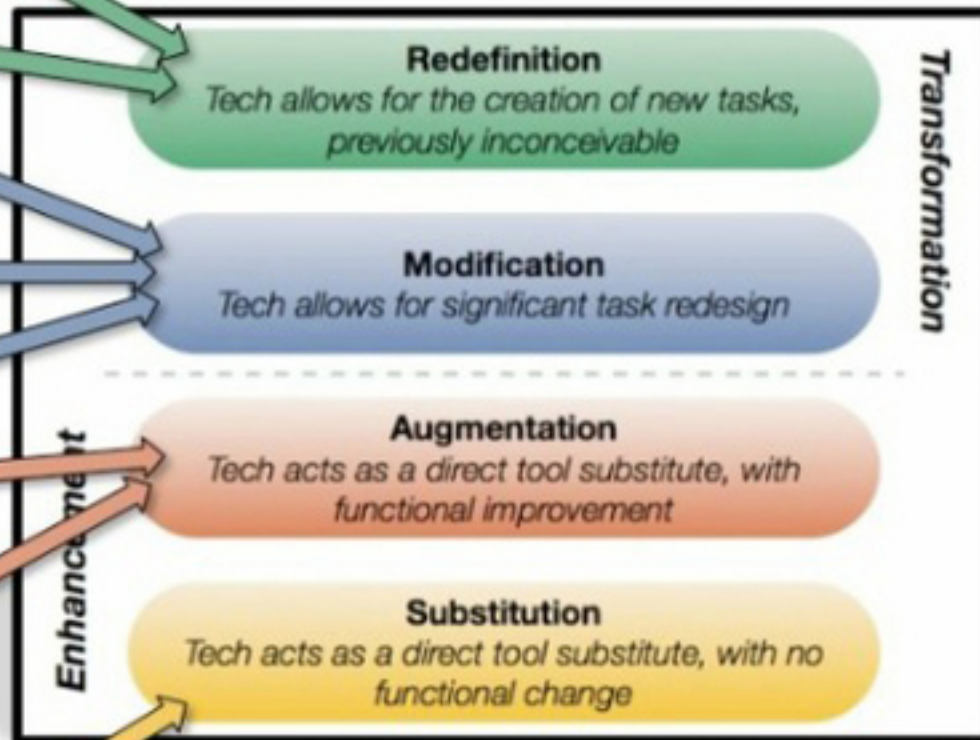 Redefinition
Tech allows for the creation of new tasks,
previously inconceivable
Transformation
Modification
Tech allows for significant task redesign
Augmentation
Tech acts as a direct tool substitute, with
functional improvement
Enhancement
Substitution
Tech acts as a direct tool substitute, with no
functional change